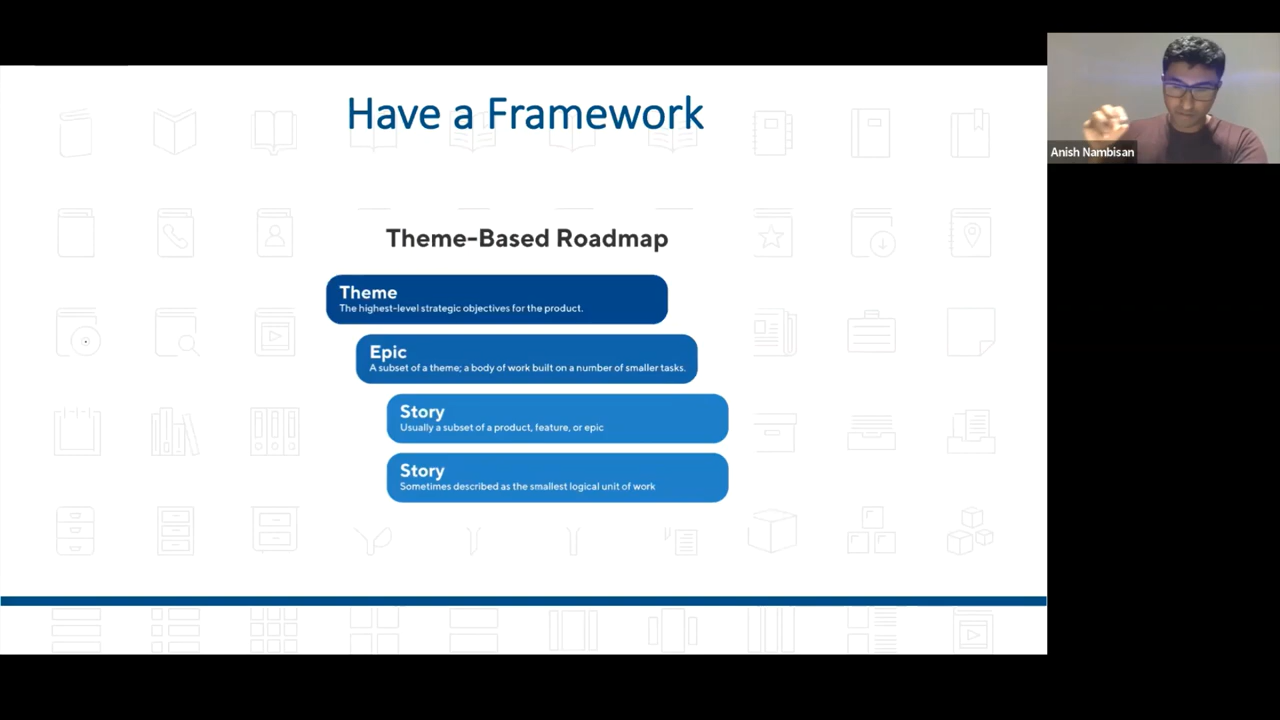 Have a Framework
Anish Nambisan
Theme-Based Roadmap
Theme
The highest-level strategic objectives for the product.
Epic
A subset of a theme; a body of work built on a number of smaller tasks.
Story
Usually a subset of a product, feature, or epic
Story
Sometimes described as the smallest logical unit of work